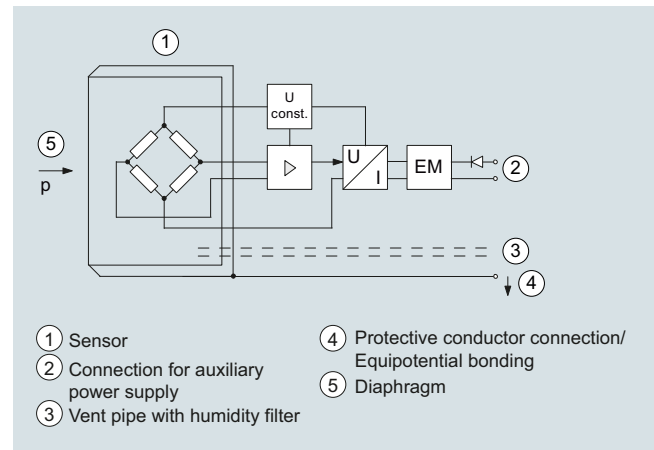 1
U
const.
5
p
U
I
EM
2
3
4
1 Sensor
2 Connection for auxiliary
power supply
3 Vent pipe with humidity filter
4 Protective conductor connection/
Equipotential bonding
5 Diaphragm